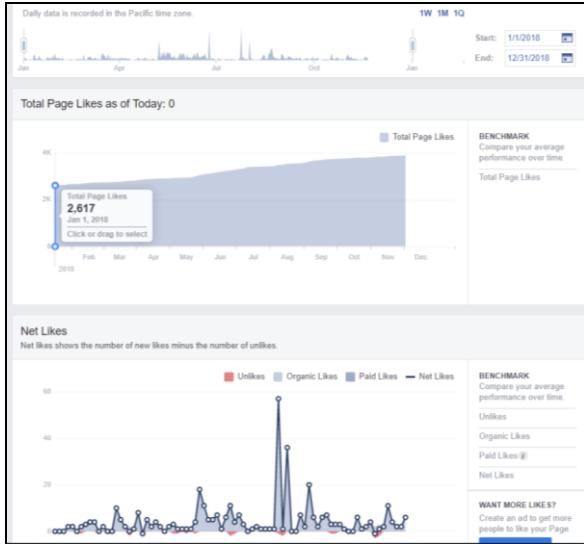 Daily data is recorded in the Pacific time zone.
1W 1M 1Q
Start: 1/1/2018
End: 12/31/2018
Jan Apr Jul Oct Jan
Total Page Likes as of Today: 0
Total Page Likes
BENCHMARK
Compare your average
performance over time.
Total Page Likes
4K
2K
0
Total Page Likes
2,617
Jan 1, 2018
Click or drag to select
Feb Mar Apr May Jun Jul Aug Sep Oct Nov Dec
2018
Net Likes
Net likes shows the number of new likes minus the number of unlikes.
Unlikes Organic Likes Paid Likes Net Likes
BENCHMARK
Compare your average
performance over time.
Unlikes
Organic Likes
Paid Likes
Net Likes
60
40
20
0
WANT MORE LIKES?
Create an ad to get more
people to like your Page.